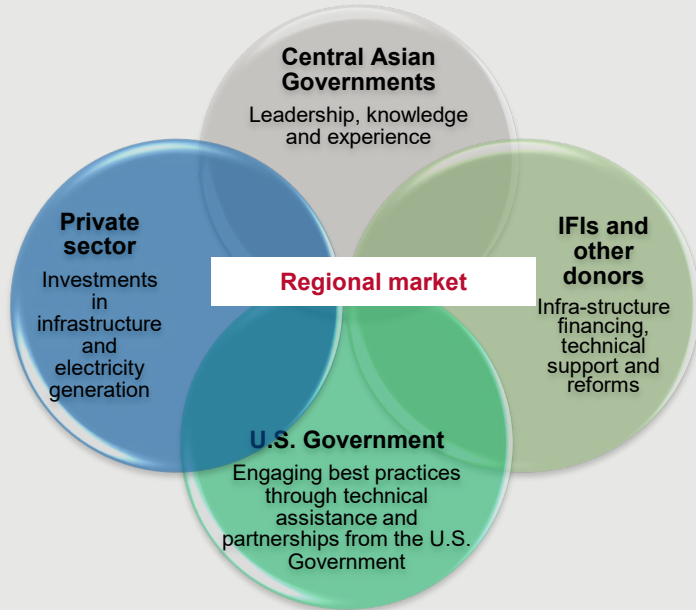 Central Asian
Governments
Leadership, knowledge
and experience
Private
sector
Investments
in
infrastructure
and
electricity
generation
Regional market
IFIs and
other
donors
Infra-structure
financing,
technical
support and
reforms
U.S. Government
Engaging best practices
through technical
assistance and
partnerships from the U.S.
Government